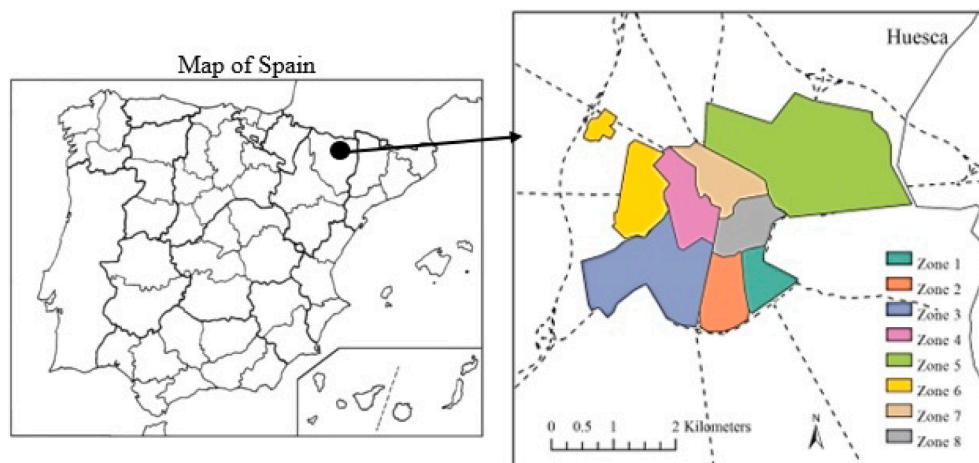 Map of Spain
Huesca
Zone 1
Zone 2
Zone 3
Zone 4
Zone 5
Zone 6
Zone 7
Zone 8
0 0.5 1 2 Kilometers
N